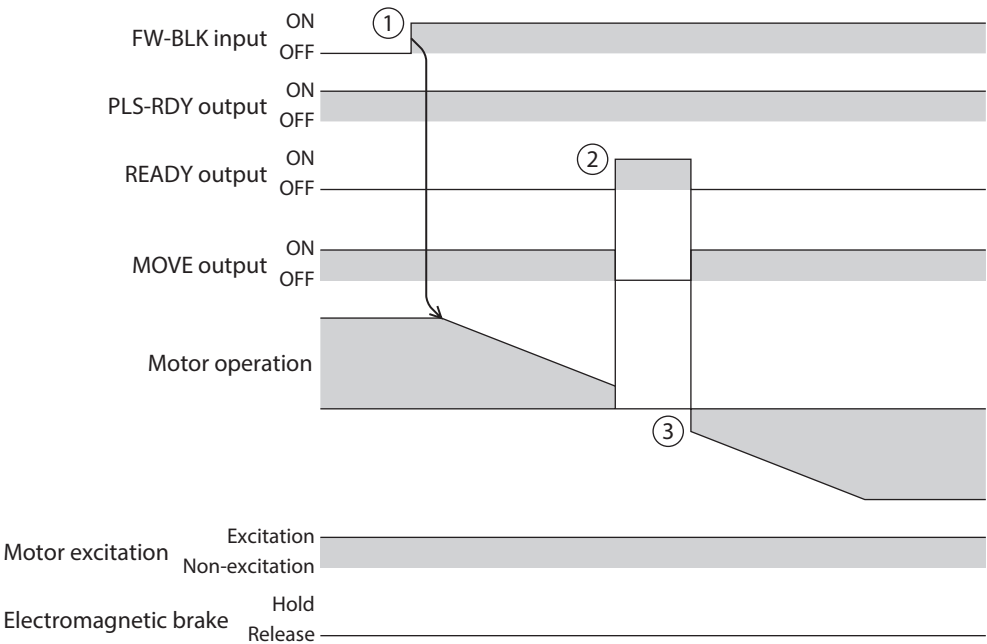 ON
① FW-BLK input
OFF
ON
PLS-RDY output
OFF
ON
② READY output
OFF
ON
MOVE output
OFF
Motor operation
③
Excitation
Motor excitation
Non-excitation
Hold
Electromagnetic brake
Release